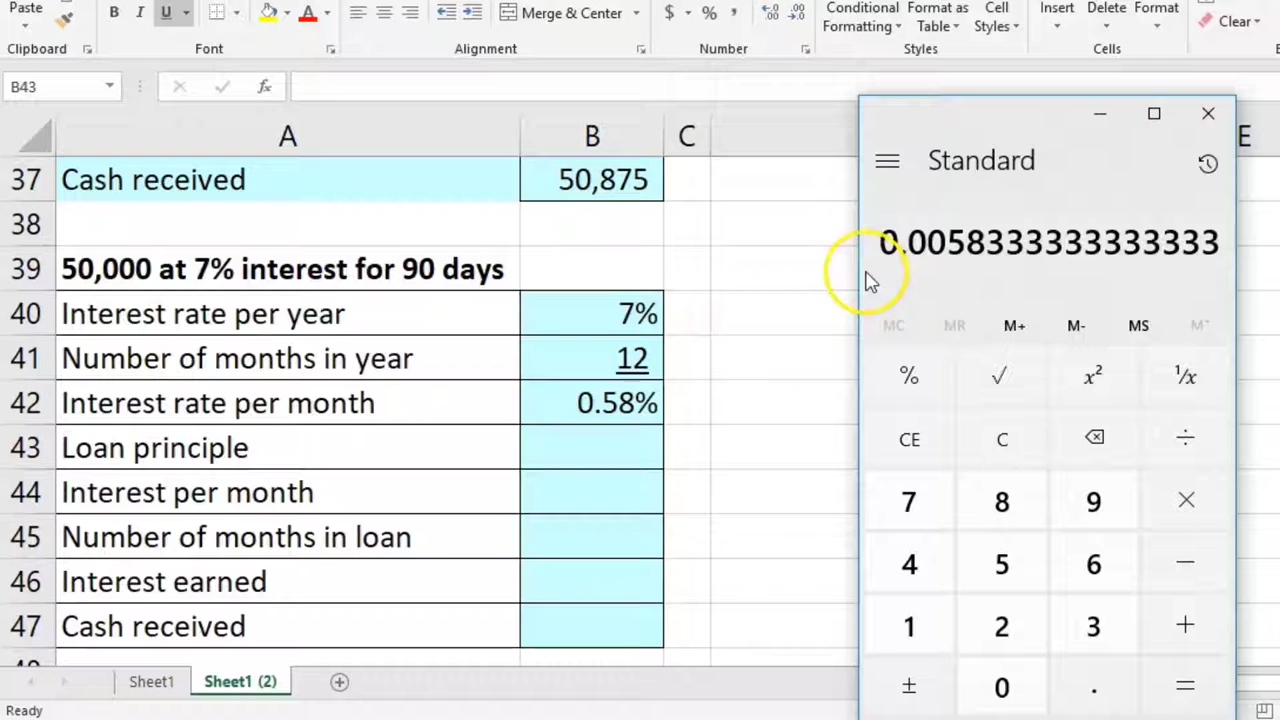 Paste
B I U
Merge & Center
$ % ,
Conditional Formatting
Format as Table
Cell Styles
Insert Delete Format
Clear
Clipboard
Font
Alignment
Number
Styles
Cells
B43
fx
A B C E
37 Cash received 50,875
38
39 50,000 at 7% interest for 90 days
40 Interest rate per year 7%
41 Number of months in year 12
42 Interest rate per month 0.58%
43 Loan principle
44 Interest per month
45 Number of months in loan
46 Interest earned
47 Cash received
Sheet1 Sheet1 (2)
Ready
Standard
0.0058333333333333
MC MR M+ M- MS M˅
% √ x² ¹/x
CE C ÷
7 8 9 ×
4 5 6 −
1 2 3 +
± 0 . =